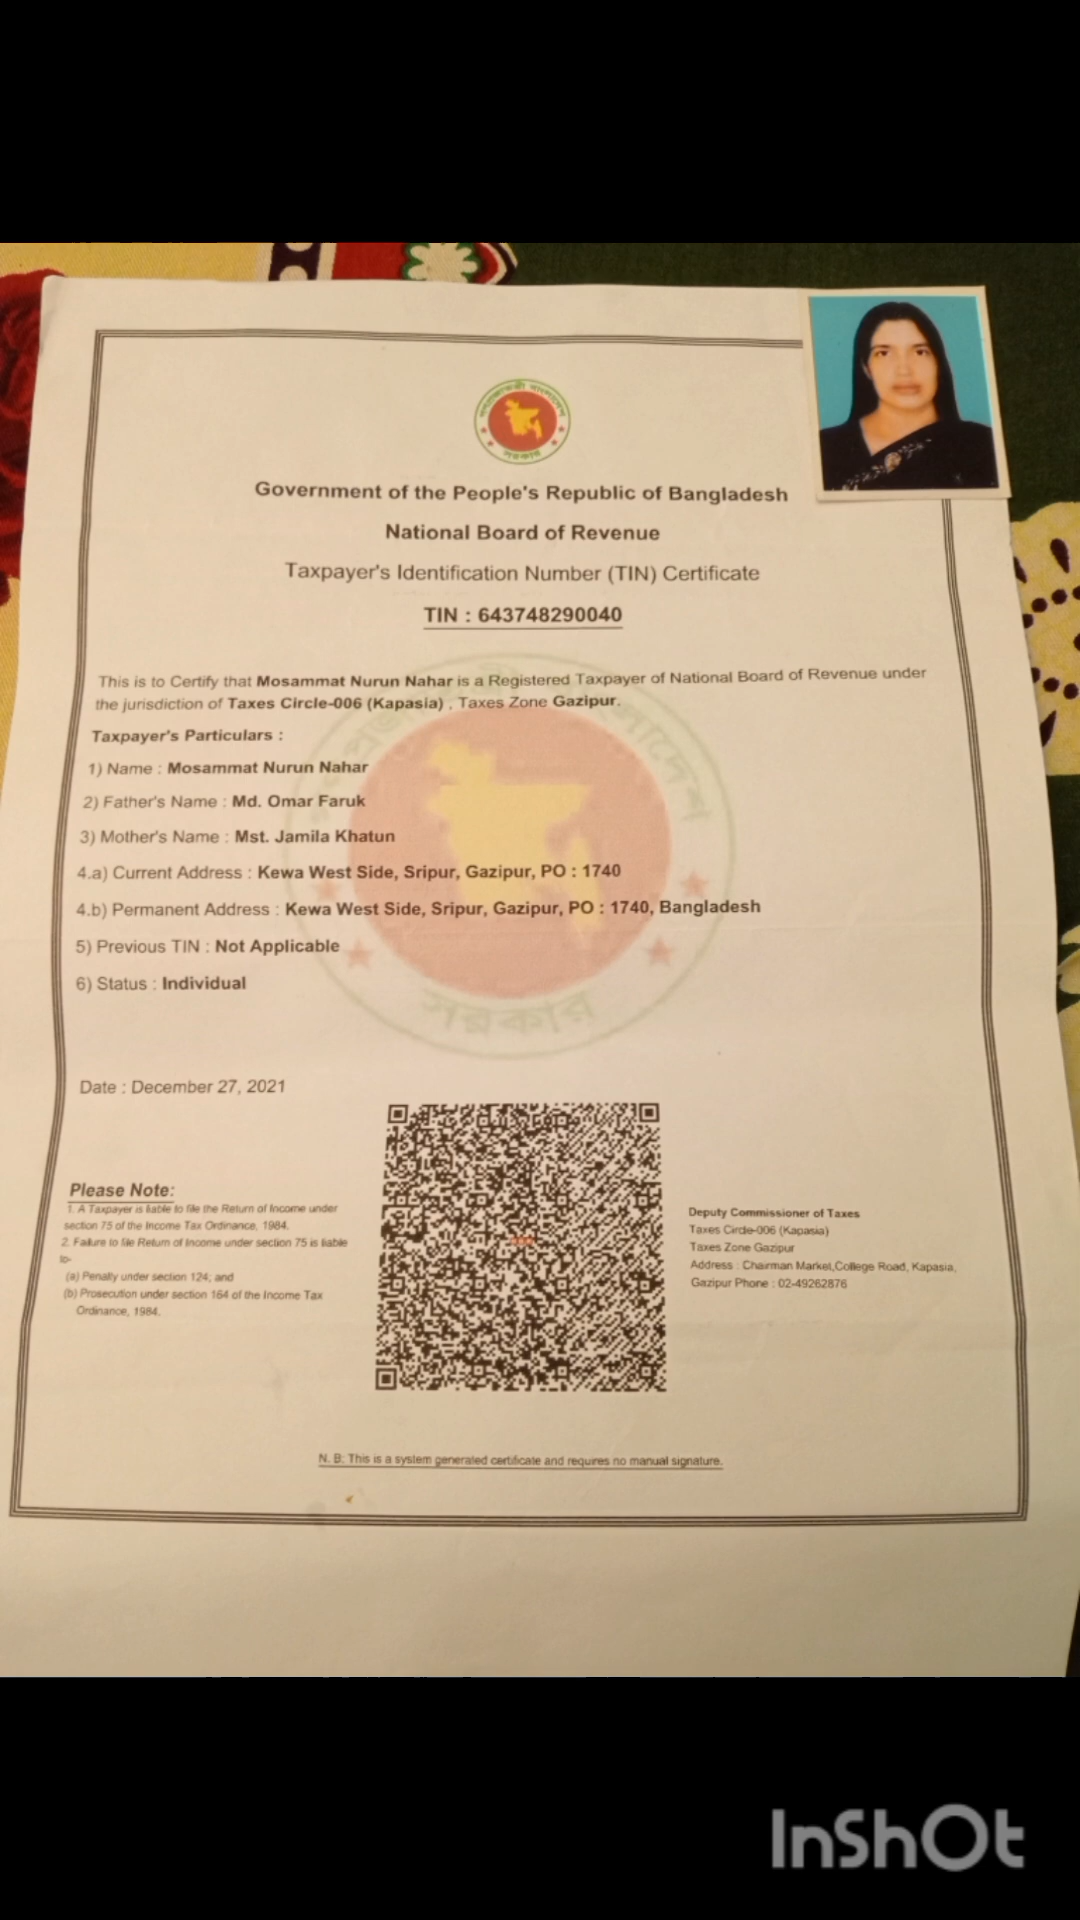 গণপ্রজাতন্ত্রী বাংলাদেশ
সরকার
Government of the People's Republic of Bangladesh
National Board of Revenue
Taxpayer's Identification Number (TIN) Certificate
TIN : 643748290040
This is to Certify that Mosammat Nurun Nahar is a Registered Taxpayer of National Board of Revenue under
the jurisdiction of Taxes Circle-006 (Kapasia) , Taxes Zone Gazipur.
Taxpayer's Particulars :
1) Name : Mosammat Nurun Nahar
2) Father's Name : Md. Omar Faruk
3) Mother's Name : Mst. Jamila Khatun
4.a) Current Address : Kewa West Side, Sripur, Gazipur, PO : 1740
4.b) Permanent Address : Kewa West Side, Sripur, Gazipur, PO : 1740, Bangladesh
5) Previous TIN : Not Applicable
6) Status : Individual
সরকার
Date : December 27, 2021
Please Note:
1. A Taxpayer is liable to file the Return of Income under
section 75 of the Income Tax Ordinance, 1984.
2. Failure to file Return of Income under section 75 is liable
to-
(a) Penalty under section 124; and
(b) Prosecution under section 164 of the Income Tax
Ordinance, 1984.
Deputy Commissioner of Taxes
Taxes Circle-006 (Kapasia)
Taxes Zone Gazipur
Address : Chairman Market,College Road, Kapasia,
Gazipur Phone : 02-49262876
N. B: This is a system generated certificate and requires no manual signature.
InShOt